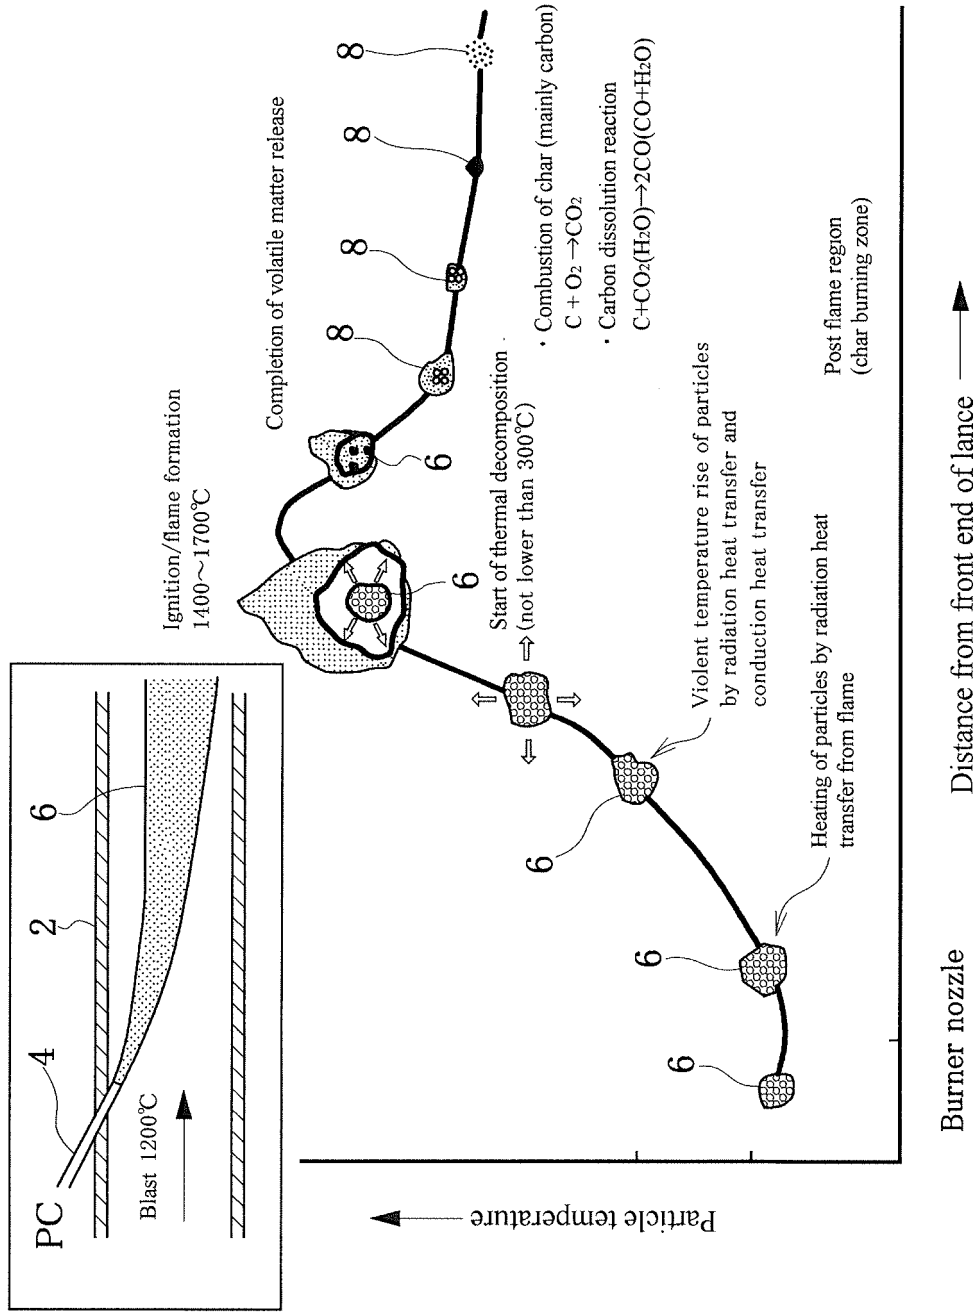 PC
4
2
6
Blast 1200℃
Ignition/flame formation
1400～1700℃
Completion of volatile matter release
8
8
8
8
6
6
Start of thermal decomposition
(not lower than 300℃)
・Combustion of char (mainly carbon)
C + O2 →CO2
・Carbon dissolution reaction
C+CO2(H2O)→2CO(CO+H2O)
6
Violent temperature rise of particles
by radiation heat transfer and
conduction heat transfer
6
6
Heating of particles by radiation heat
transfer from flame
Post flame region
(char burning zone)
Particle temperature
Burner nozzle
Distance from front end of lance